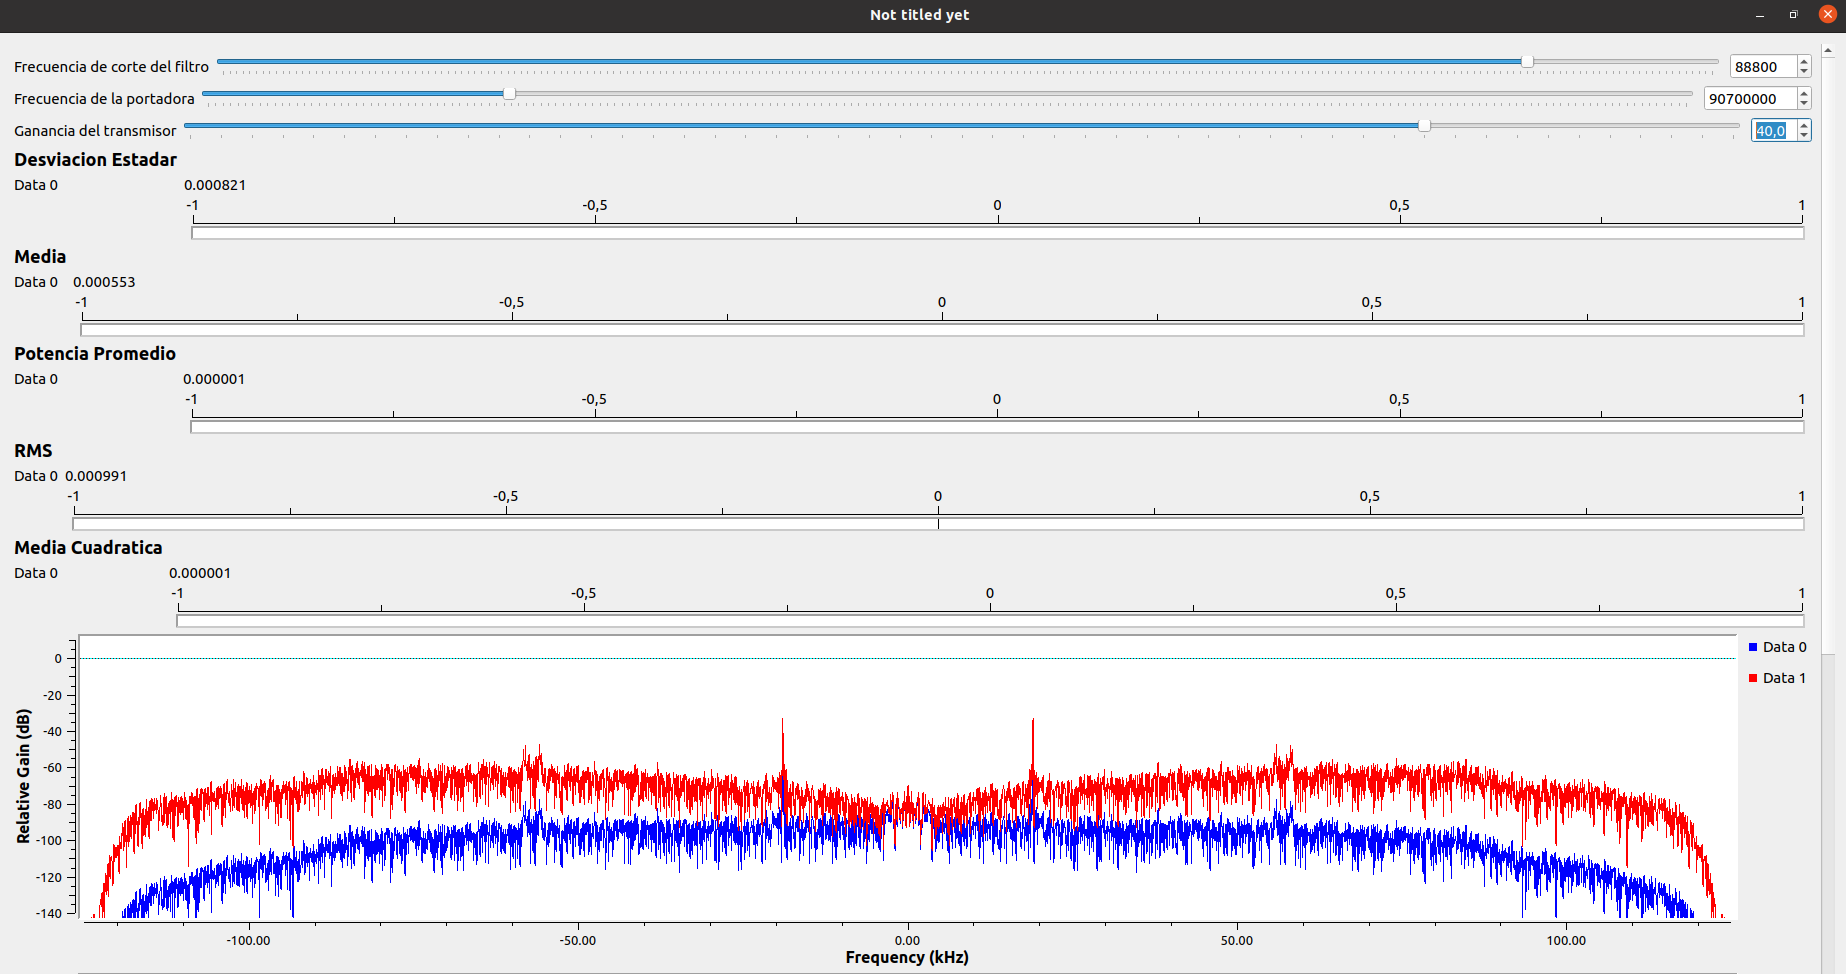 Not titled yet
Frecuencia de corte del filtro 88800
Frecuencia de la portadora 90700000
Ganancia del transmisor 40,0
Desviacion Estadar
Data 0 0.000821
-1 -0,5 0 0,5 1
Media
Data 0 0.000553
-1 -0,5 0 0,5 1
Potencia Promedio
Data 0 0.000001
-1 -0,5 0 0,5 1
RMS
Data 0 0.000991
-1 -0,5 0 0,5 1
Media Cuadratica
Data 0 0.000001
-1 -0,5 0 0,5 1
Relative Gain (dB)
0
-20
-40
-60
-80
-100
-120
-140
Data 0
Data 1
-100.00 -50.00 0.00 50.00 100.00
Frequency (kHz)